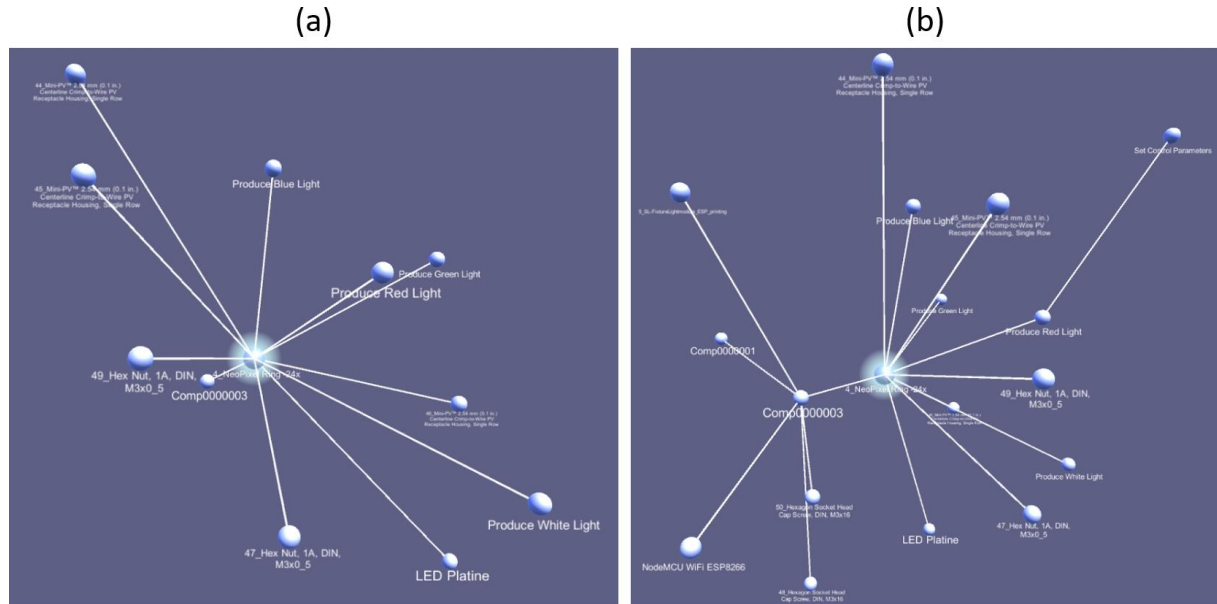 (a)
44_Mini-PV™ 2.54 mm (0.1 in.)
Centerline Crimp-to-Wire PV
Receptacle Housing, Single Row
45_Mini-PV™ 2.54 mm (0.1 in.)
Centerline Crimp-to-Wire PV
Receptacle Housing, Single Row
Produce Blue Light
Produce Green Light
Produce Red Light
49_Hex Nut, 1A, DIN,
M3x0_5
4_NeoPixel Ring -24x
Comp0000003
46_Mini-PV™ 2.54 mm (0.1 in.)
Centerline Crimp-to-Wire PV
Receptacle Housing, Single Row
Produce White Light
47_Hex Nut, 1A, DIN,
M3x0_5
LED Platine
(b)
44_Mini-PV™ 2.54 mm (0.1 in.)
Centerline Crimp-to-Wire PV
Receptacle Housing, Single Row
Set Control Parameters
Produce Blue Light
45_Mini-PV™ 2.54 mm (0.1 in.)
Centerline Crimp-to-Wire PV
Receptacle Housing, Single Row
Produce Green Light
Produce Red Light
Comp0000001
4_NeoPixel Ring -24x
49_Hex Nut, 1A, DIN,
M3x0_5
Comp0000003
Receptacle Housing, Single Row
Produce White Light
50_Hexagon Socket Head
Cap Screw, DIN, M3x16
47_Hex Nut, 1A, DIN,
M3x0_5
LED Platine
NodeMCU WiFi ESP8266
48_Hexagon Socket Head
Cap Screw, DIN, M3x16